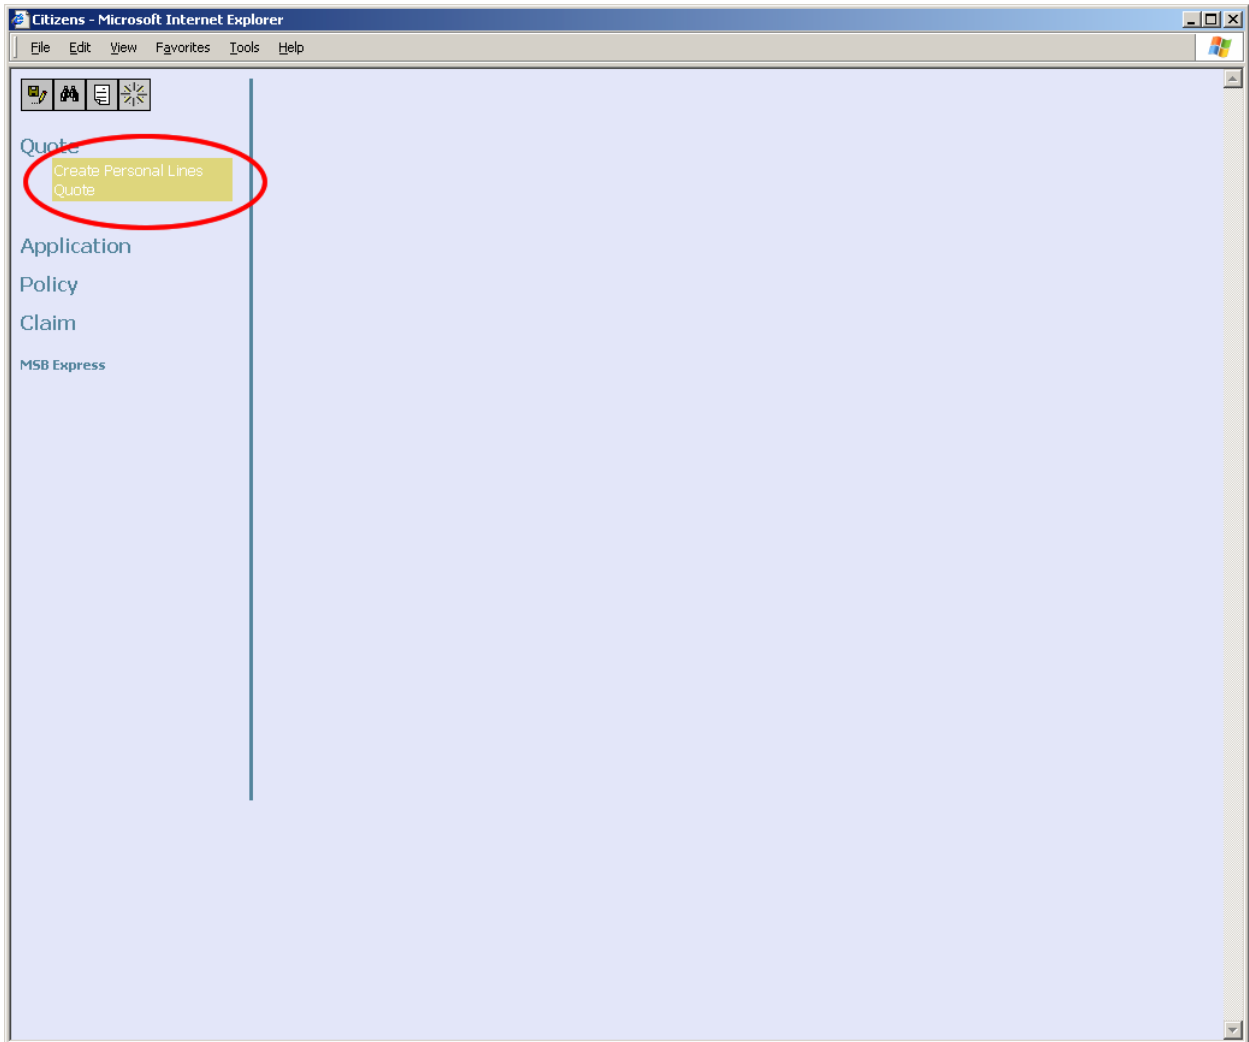 Citizens - Microsoft Internet Explorer
File Edit View Favorites Tools Help
Quote
Create Personal Lines
Quote
Application
Policy
Claim
MSB Express